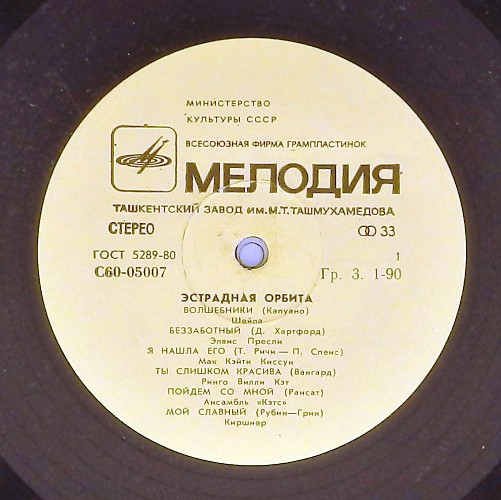 МИНИСТЕРСТВО
КУЛЬТУРЫ СССР
ВСЕСОЮЗНАЯ ФИРМА ГРАМПЛАСТИНОК
МЕЛОДИЯ
ТАШКЕНТСКИЙ ЗАВОД ИМ.М.Т.ТАШМУХАМЕДОВА
СТЕРЕО 33
ГОСТ 5289-80 1
С60-05007 Гр. 3. 1-90
ЭСТРАДНАЯ ОРБИТА
ВОЛШЕБНИКИ (Капуано)
Шейла
БЕЗЗАБОТНЫЙ (Д. Хартфорд)
Элвис Пресли
Я НАШЛА ЕГО (Т. Ричи — П. Спенс)
Мак Кэйти Киссун
ТЫ СЛИШКОМ КРАСИВА (Вангард)
Ринго Вилли Кэт
ПОЙДЕМ СО МНОЙ (Рансат)
Ансамбль «Кэтс»
МОЙ СЛАВНЫЙ (Рубин—Грин)
Киршнер